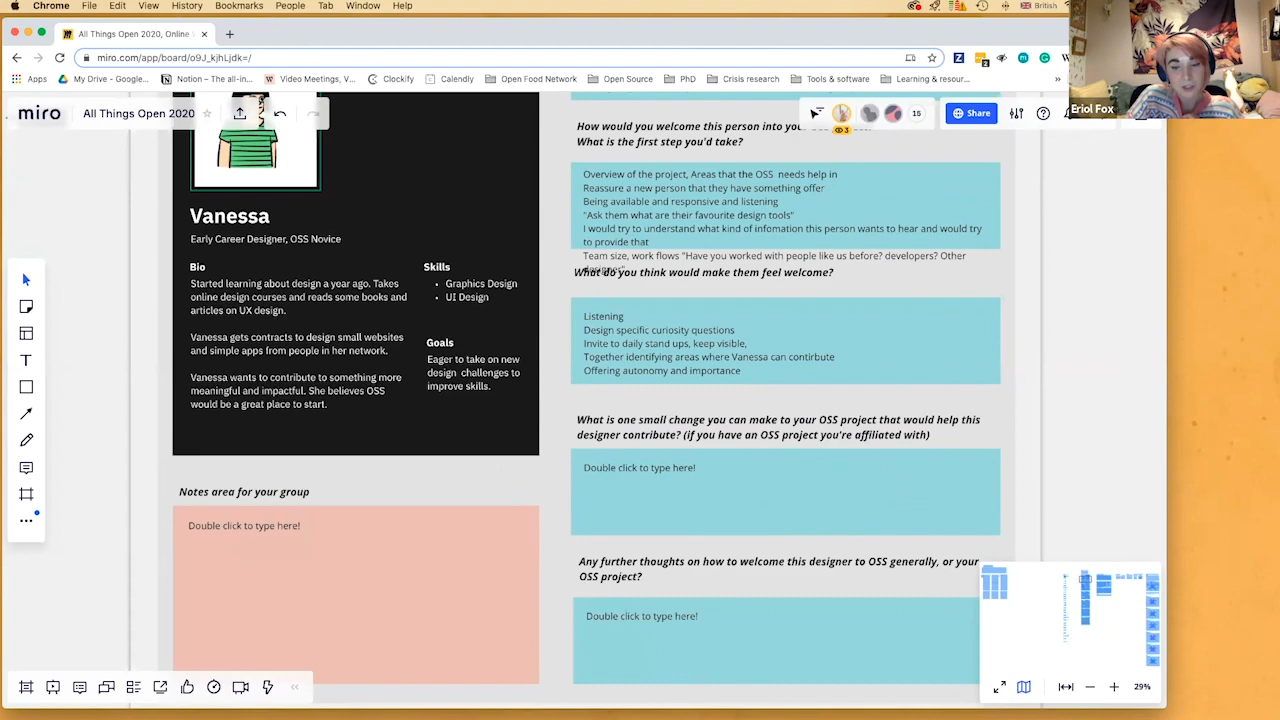 Chrome File Edit View History Bookmarks People Tab Window Help British
All Things Open 2020, Online
miro.com/app/board/o9J_kjhLjdk=/
Apps My Drive - Google... Notion – The all-in... Video Meetings, V... Clockify Calendly Open Food Network Open Source PhD Crisis research Tools & software Learning & resour... »
Eriol Fox
miro All Things Open 2020
3
15
Share
How would you welcome this person into
What is the first step you'd take?
Overview of the project, Areas that the OSS needs help in
Reassure a new person that they have something offer
Being available and responsive and listening
"Ask them what are their favourite design tools"
I would try to understand what kind of infomation this person wants to hear and would try
to provide that
Team size, work flows "Have you worked with people like us before? developers? Other
What do you think would make them feel welcome?
Listening
Design specific curiosity questions
Invite to daily stand ups, keep visible,
Together identifying areas where Vanessa can contirbute
Offering autonomy and importance
What is one small change you can make to your OSS project that would help this
designer contribute? (if you have an OSS project you're affiliated with)
Double click to type here!
Any further thoughts on how to welcome this designer to OSS generally, or your
OSS project?
Double click to type here!
Vanessa
Early Career Designer, OSS Novice
Bio
Started learning about design a year ago. Takes
online design courses and reads some books and
articles on UX design.
Vanessa gets contracts to design small websites
and simple apps from people in her network.
Vanessa wants to contribute to something more
meaningful and impactful. She believes OSS
would be a great place to start.
Skills
• Graphics Design
• UI Design
Goals
Eager to take on new
design challenges to
improve skills.
Notes area for your group
Double click to type here!
29%